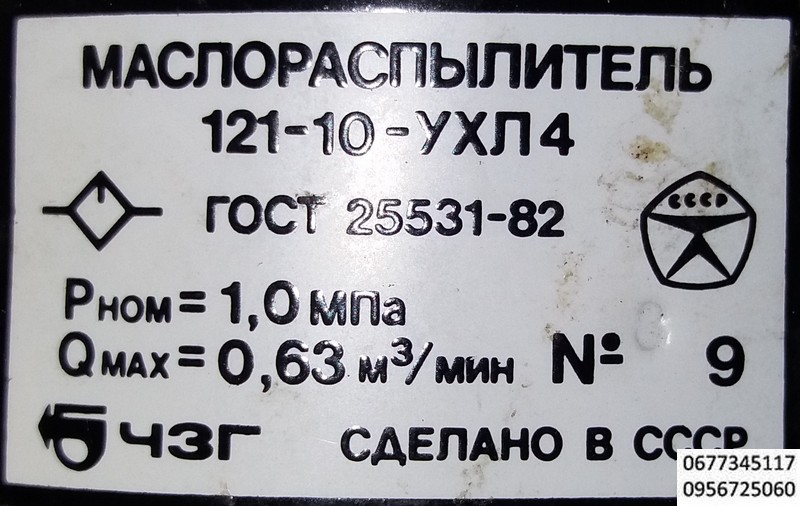 МАСЛОРАСПЫЛИТЕЛЬ
121-10-УХЛ4
ГОСТ 25531-82
СССР
Рном = 1,0 мПа
Qмах = 0,63 м³/мин № 9
ЧЗГ СДЕЛАНО В СССР
0677345117
0956725060